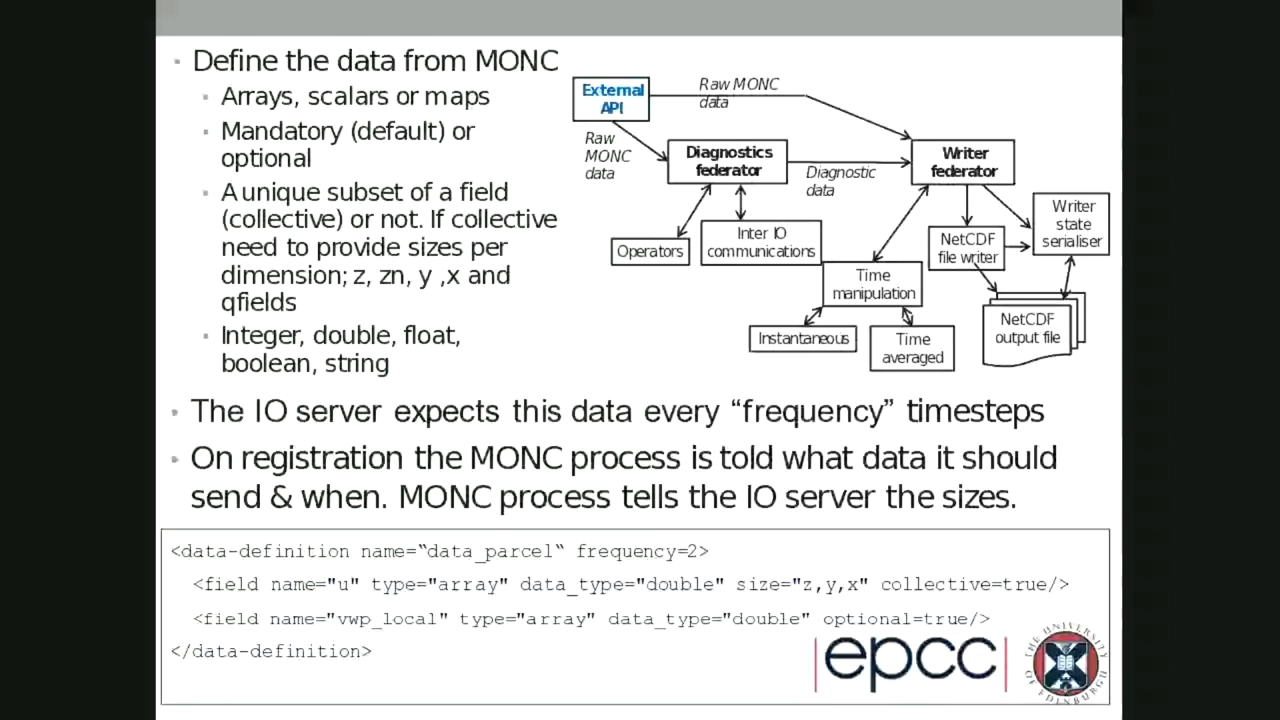 Define the data from MONC
Arrays, scalars or maps
Mandatory (default) or
optional
A unique subset of a field
(collective) or not. If collective
need to provide sizes per
dimension; z, zn, y ,x and
qfields
Integer, double, float,
boolean, string
External
API
Raw MONC
data
Raw
MONC
data
Diagnostics
federator
Diagnostic
data
Writer
federator
Operators
Inter IO
communications
Time
manipulation
Instantaneous
Time
averaged
NetCDF
file writer
Writer
state
serialiser
NetCDF
output file
The IO server expects this data every “frequency” timesteps
On registration the MONC process is told what data it should
send & when. MONC process tells the IO server the sizes.
<data-definition name=“data_parcel“ frequency=2>
<field name="u" type="array" data_type="double" size="z,y,x" collective=true/>
<field name="vwp_local" type="array" data_type="double" optional=true/>
</data-definition>
epcc
THE UNIVERSITY
OF EDINBURGH